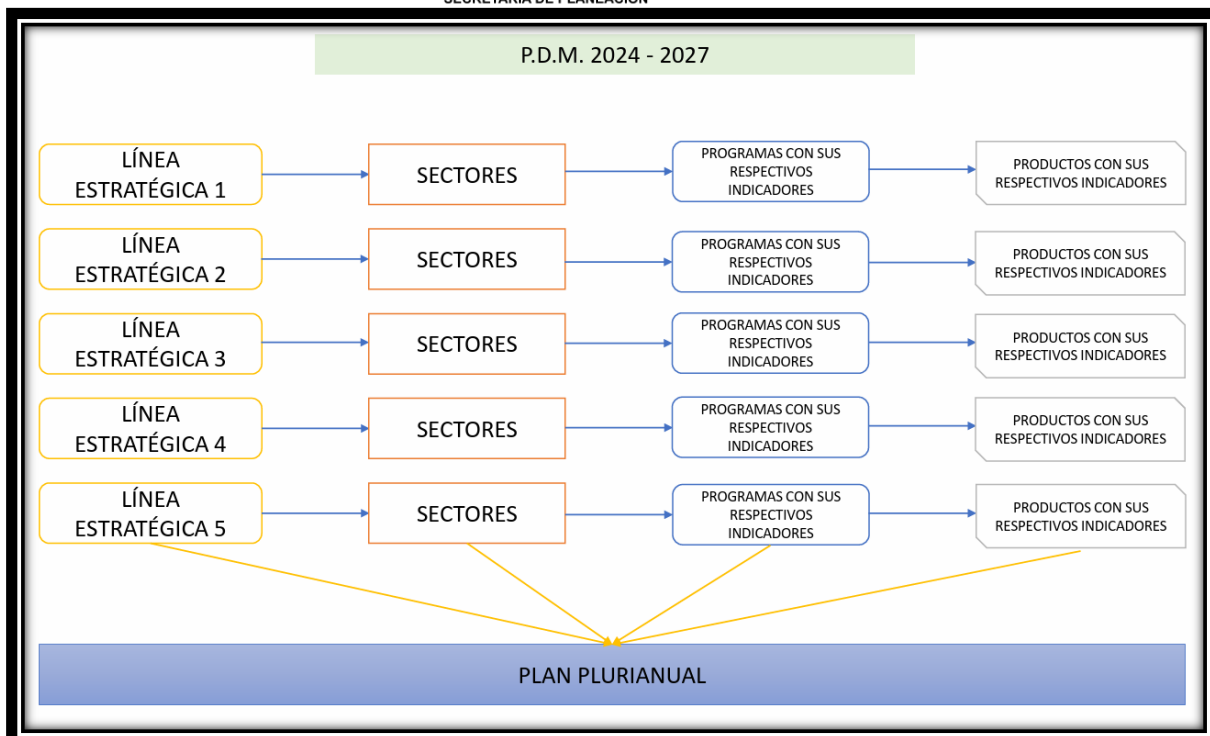 SECRETARIA DE PLANEACIÓN
P.D.M. 2024 - 2027
LÍNEA
ESTRATÉGICA 1
SECTORES
PROGRAMAS CON SUS
RESPECTIVOS
INDICADORES
PRODUCTOS CON SUS
RESPECTIVOS INDICADORES
LÍNEA
ESTRATÉGICA 2
SECTORES
PROGRAMAS CON SUS
RESPECTIVOS
INDICADORES
PRODUCTOS CON SUS
RESPECTIVOS INDICADORES
LÍNEA
ESTRATÉGICA 3
SECTORES
PROGRAMAS CON SUS
RESPECTIVOS
INDICADORES
PRODUCTOS CON SUS
RESPECTIVOS INDICADORES
LÍNEA
ESTRATÉGICA 4
SECTORES
PROGRAMAS CON SUS
RESPECTIVOS
INDICADORES
PRODUCTOS CON SUS
RESPECTIVOS INDICADORES
LÍNEA
ESTRATÉGICA 5
SECTORES
PROGRAMAS CON SUS
RESPECTIVOS
INDICADORES
PRODUCTOS CON SUS
RESPECTIVOS INDICADORES
PLAN PLURIANUAL